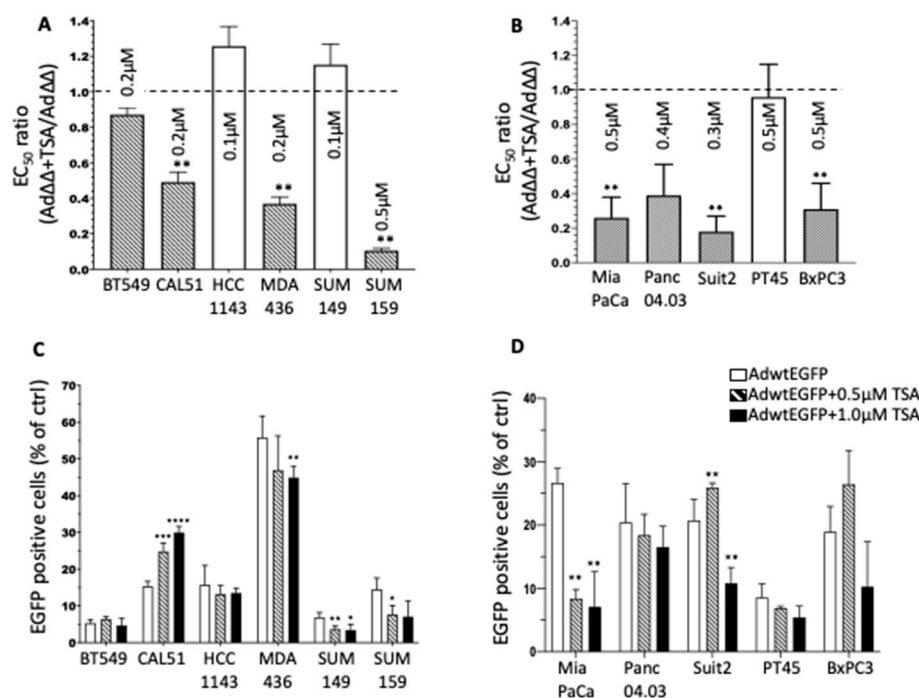 A
EC50 ratio
(AdΔΔ+TSA/AdΔΔ)
1.4
1.2
1.0
0.8
0.6
0.4
0.2
0.0
0.2µM
0.2µM
**
0.1µM
0.2µM
**
0.1µM
0.5µM
**
BT549 CAL51 HCC 1143 MDA 436 SUM 149 SUM 159
B
EC50 ratio
(AdΔΔ+TSA/AdΔΔ)
1.4
1.2
1.0
0.8
0.6
0.4
0.2
0.0
0.5µM
**
0.4µM
0.3µM
**
0.5µM
0.5µM
**
Mia PaCa Panc 04.03 Suit2 PT45 BxPC3
C
EGFP positive cells (% of ctrl)
70
60
50
40
30
20
10
0
*** ****
**
** *
*
BT549 CAL51 HCC 1143 MDA 436 SUM 149 SUM 159
D
AdwtEGFP
AdwtEGFP+0.5µM TSA
AdwtEGFP+1.0µM TSA
EGFP positive cells (% of ctrl)
40
30
20
10
0
** **
**
**
Mia PaCa Panc 04.03 Suit2 PT45 BxPC3